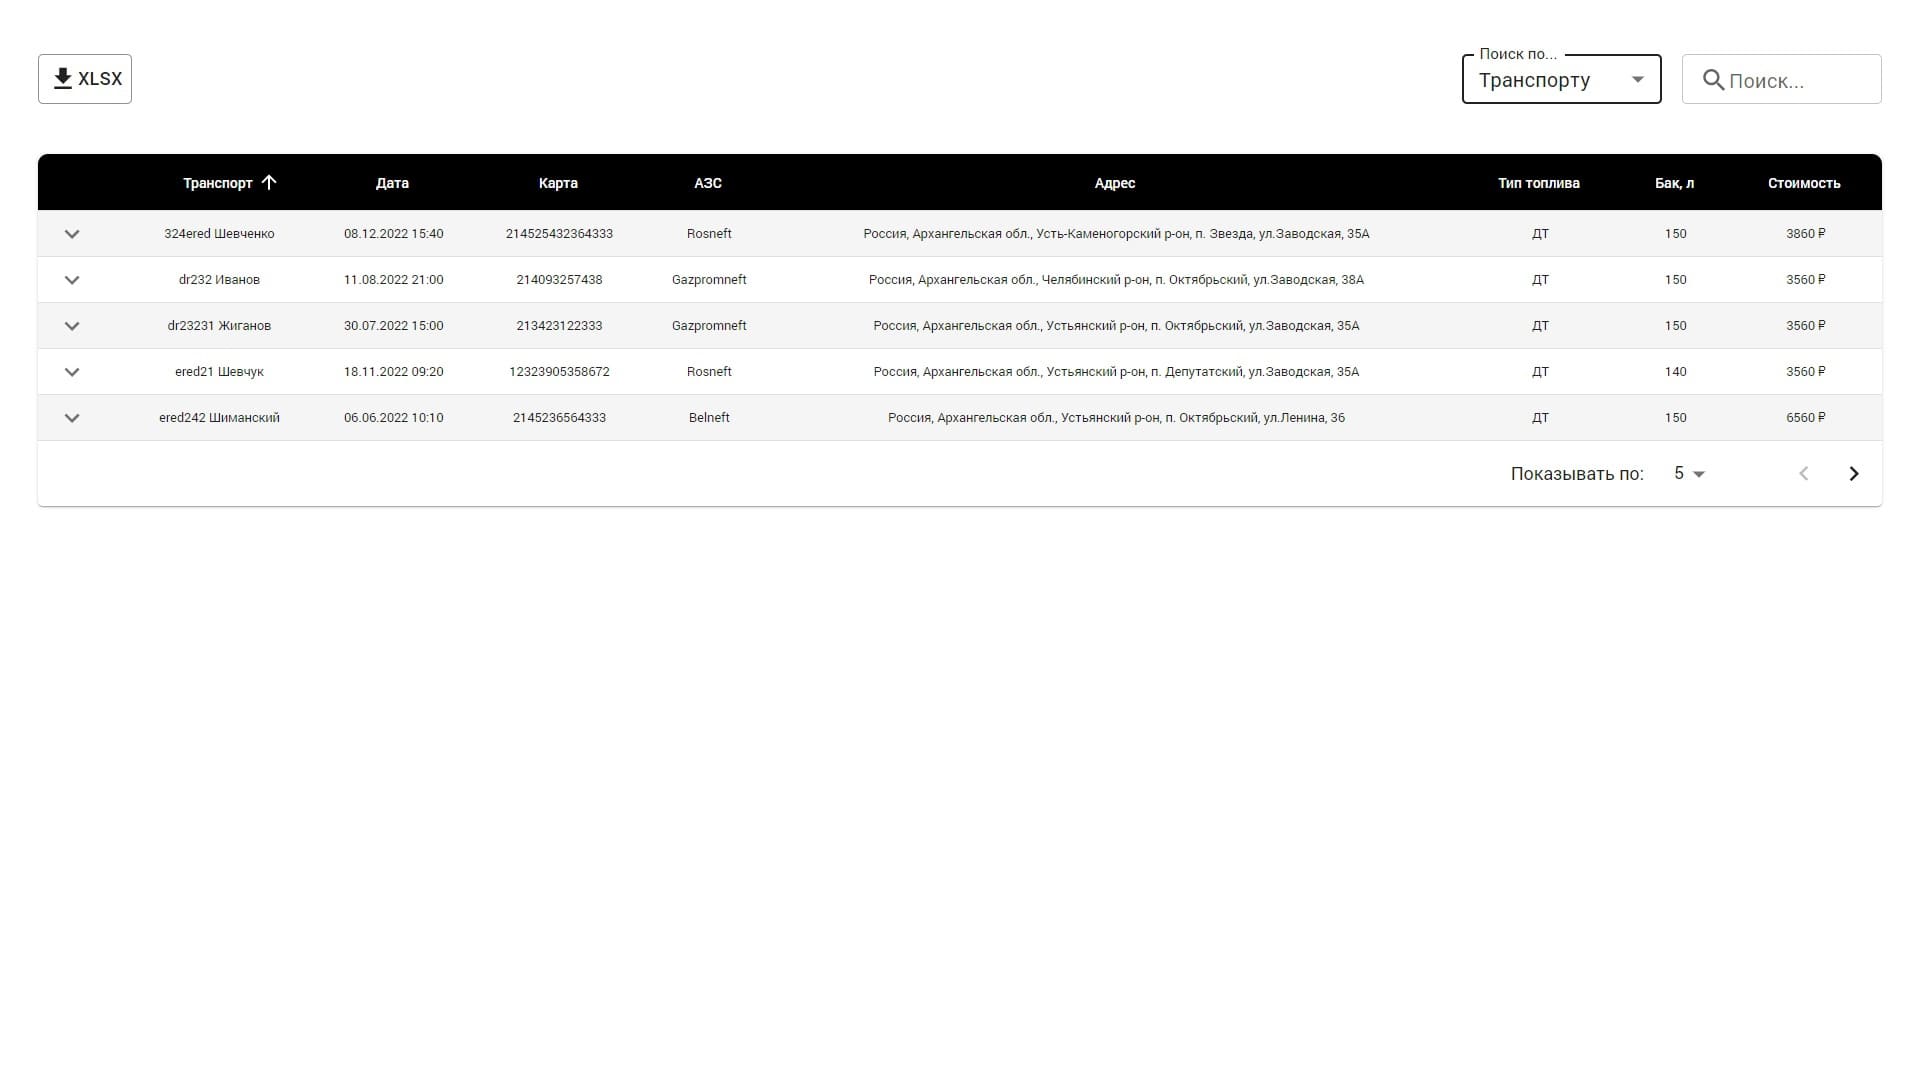 XLSX
Поиск по...
Транспорту
Поиск...
Транспорт Дата Карта АЗС Адрес Тип топлива Бак, л Стоимость
324ered Шевченко 08.12.2022 15:40 214525432364333 Rosneft Россия, Архангельская обл., Усть-Каменогорский р-он, п. Звезда, ул.Заводская, 35А ДТ 150 3860 ₽
dr232 Иванов 11.08.2022 21:00 214093257438 Gazpromneft Россия, Архангельская обл., Челябинский р-он, п. Октябрьский, ул.Заводская, 38А ДТ 150 3560 ₽
dr23231 Жиганов 30.07.2022 15:00 213423122333 Gazpromneft Россия, Архангельская обл., Устьянский р-он, п. Октябрьский, ул.Заводская, 35А ДТ 150 3560 ₽
ered21 Шевчук 18.11.2022 09:20 12323905358672 Rosneft Россия, Архангельская обл., Устьянский р-он, п. Депутатский, ул.Заводская, 35А ДТ 140 3560 ₽
ered242 Шиманский 06.06.2022 10:10 2145236564333 Belneft Россия, Архангельская обл., Устьянский р-он, п. Октябрьский, ул.Ленина, 36 ДТ 150 6560 ₽
Показывать по: 5